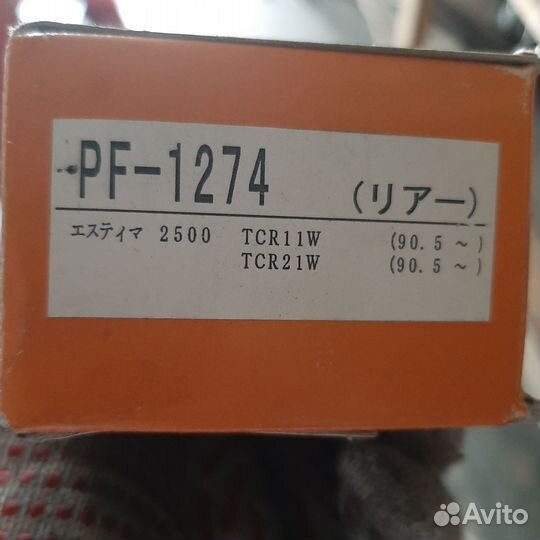 PF-1274 (リアー)
エスティマ 2500 TCR11W (90.5 ～ )
TCR21W (90.5 ～ )
Avito